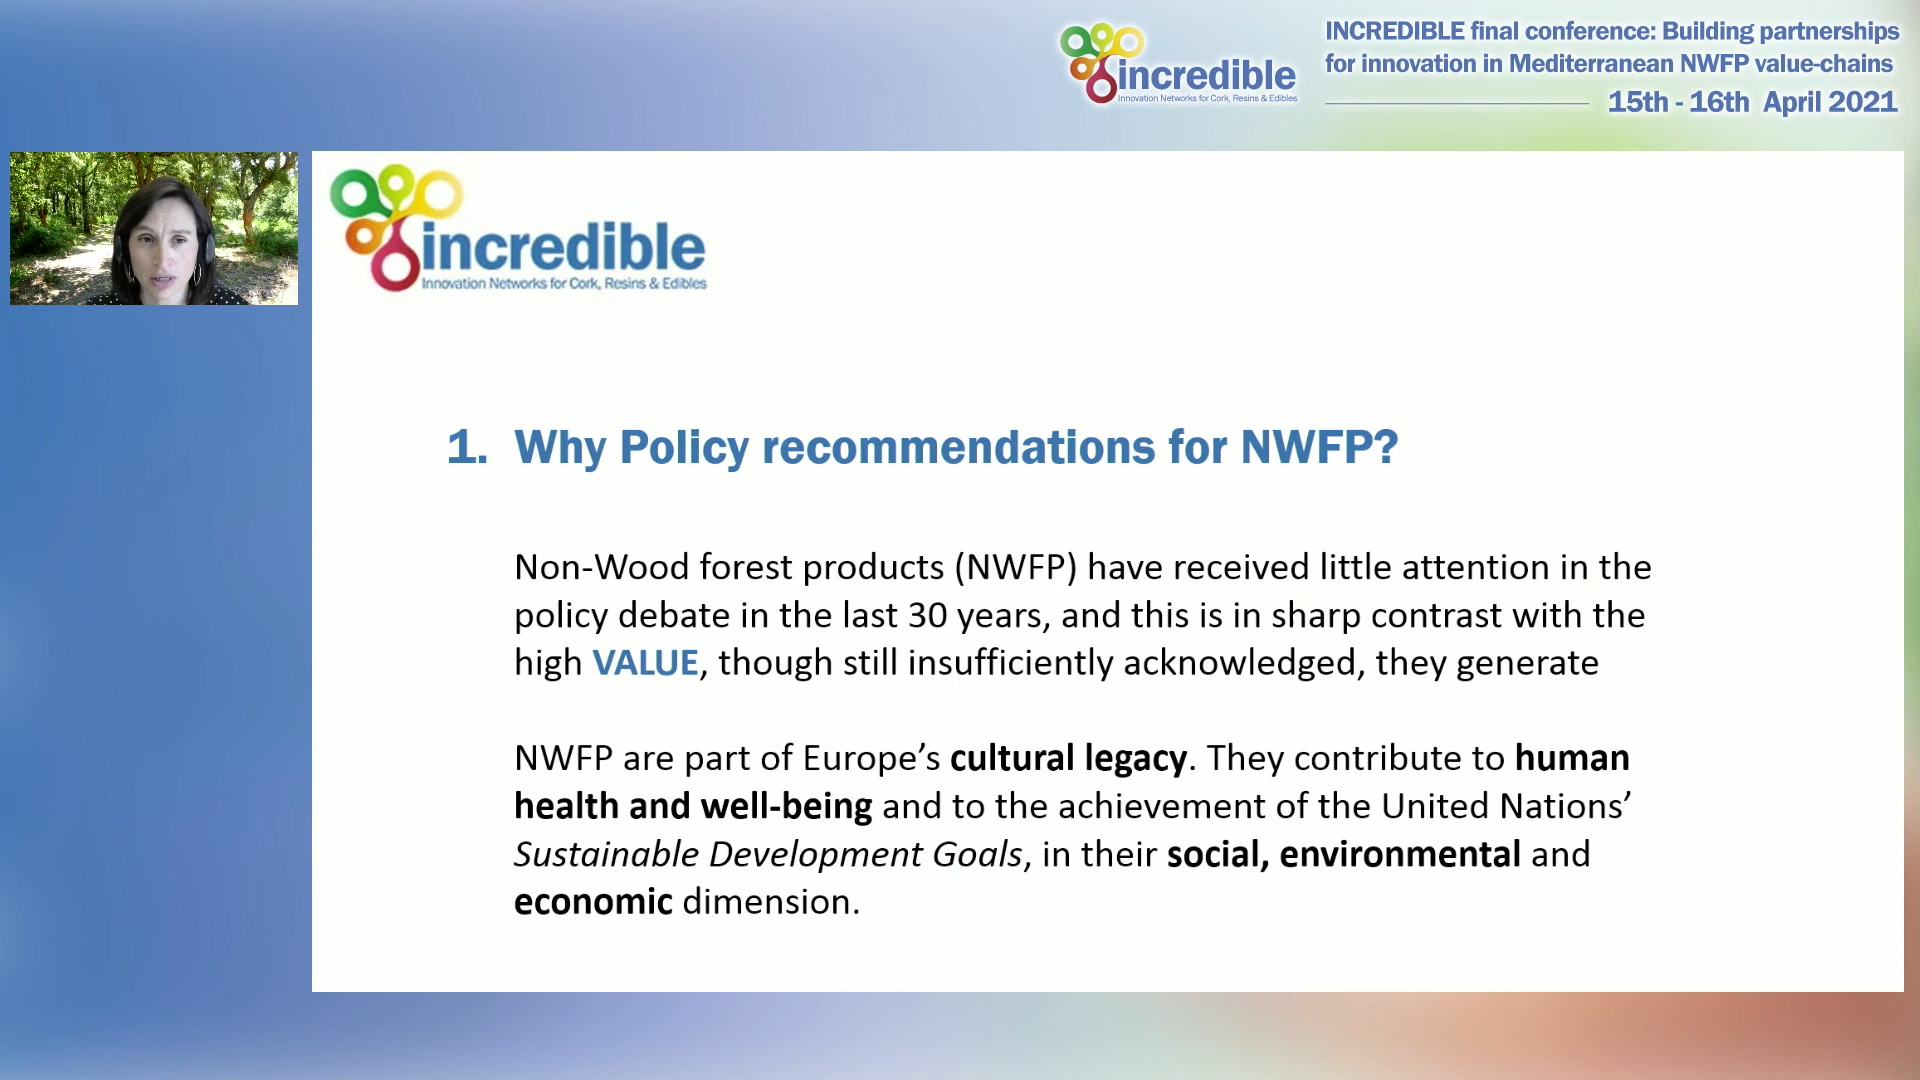 incredible
Innovation Networks for Cork, Resins & Edibles
INCREDIBLE final conference: Building partnerships
for innovation in Mediterranean NWFP value-chains
15th - 16th April 2021
incredible
Innovation Networks for Cork, Resins & Edibles
1. Why Policy recommendations for NWFP?
Non-Wood forest products (NWFP) have received little attention in the
policy debate in the last 30 years, and this is in sharp contrast with the
high VALUE, though still insufficiently acknowledged, they generate
NWFP are part of Europe’s cultural legacy. They contribute to human
health and well-being and to the achievement of the United Nations’
Sustainable Development Goals, in their social, environmental and
economic dimension.